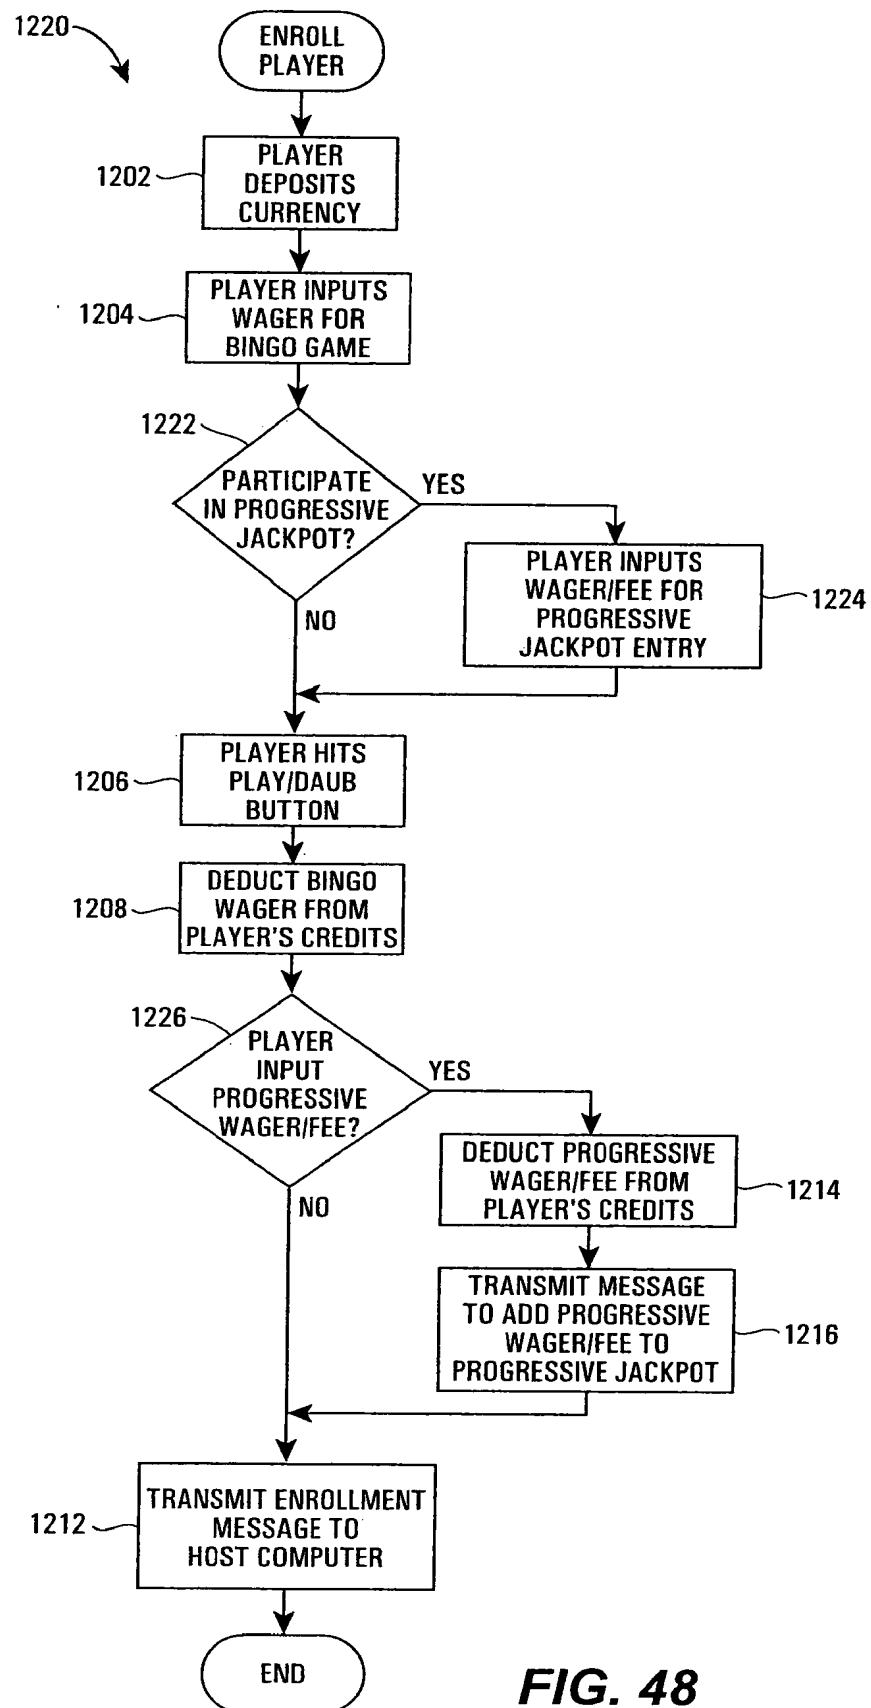 1220
ENROLL
PLAYER
1202
PLAYER
DEPOSITS
CURRENCY
1204
PLAYER INPUTS
WAGER FOR
BINGO GAME
1222
PARTICIPATE
IN PROGRESSIVE
JACKPOT?
YES
NO
PLAYER INPUTS
WAGER/FEE FOR
PROGRESSIVE
JACKPOT ENTRY
1224
1206
PLAYER HITS
PLAY/DAUB
BUTTON
1208
DEDUCT BINGO
WAGER FROM
PLAYER'S CREDITS
1226
PLAYER
INPUT
PROGRESSIVE
WAGER/FEE?
YES
NO
DEDUCT PROGRESSIVE
WAGER/FEE FROM
PLAYER'S CREDITS
1214
TRANSMIT MESSAGE
TO ADD PROGRESSIVE
WAGER/FEE TO
PROGRESSIVE JACKPOT
1216
1212
TRANSMIT ENROLLMENT
MESSAGE TO
HOST COMPUTER
END
FIG. 48